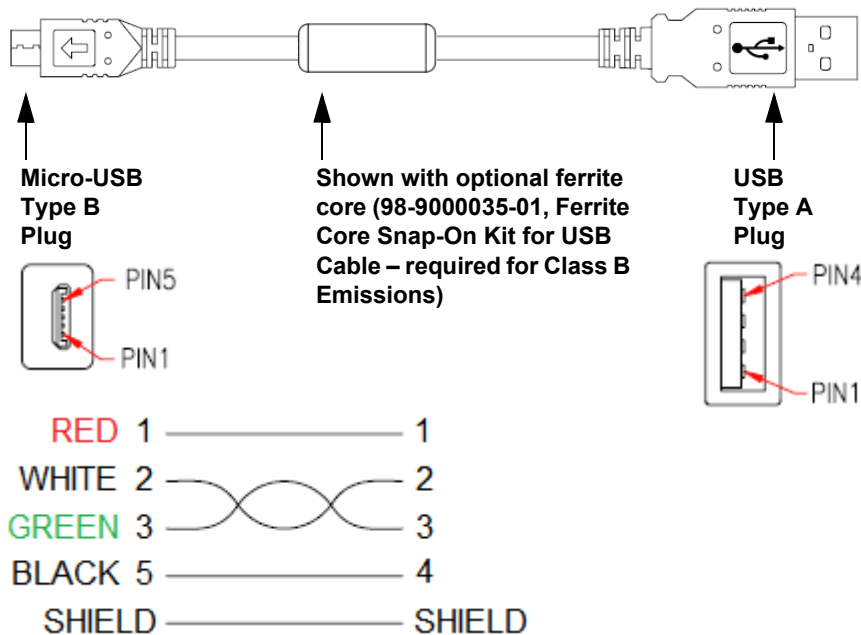 Micro-USB
Type B
Plug
Shown with optional ferrite
core (98-9000035-01, Ferrite
Core Snap-On Kit for USB
Cable – required for Class B
Emissions)
USB
Type A
Plug
PIN5
PIN1
PIN4
PIN1
RED 1 1
WHITE 2 2
GREEN 3 3
BLACK 5 4
SHIELD SHIELD